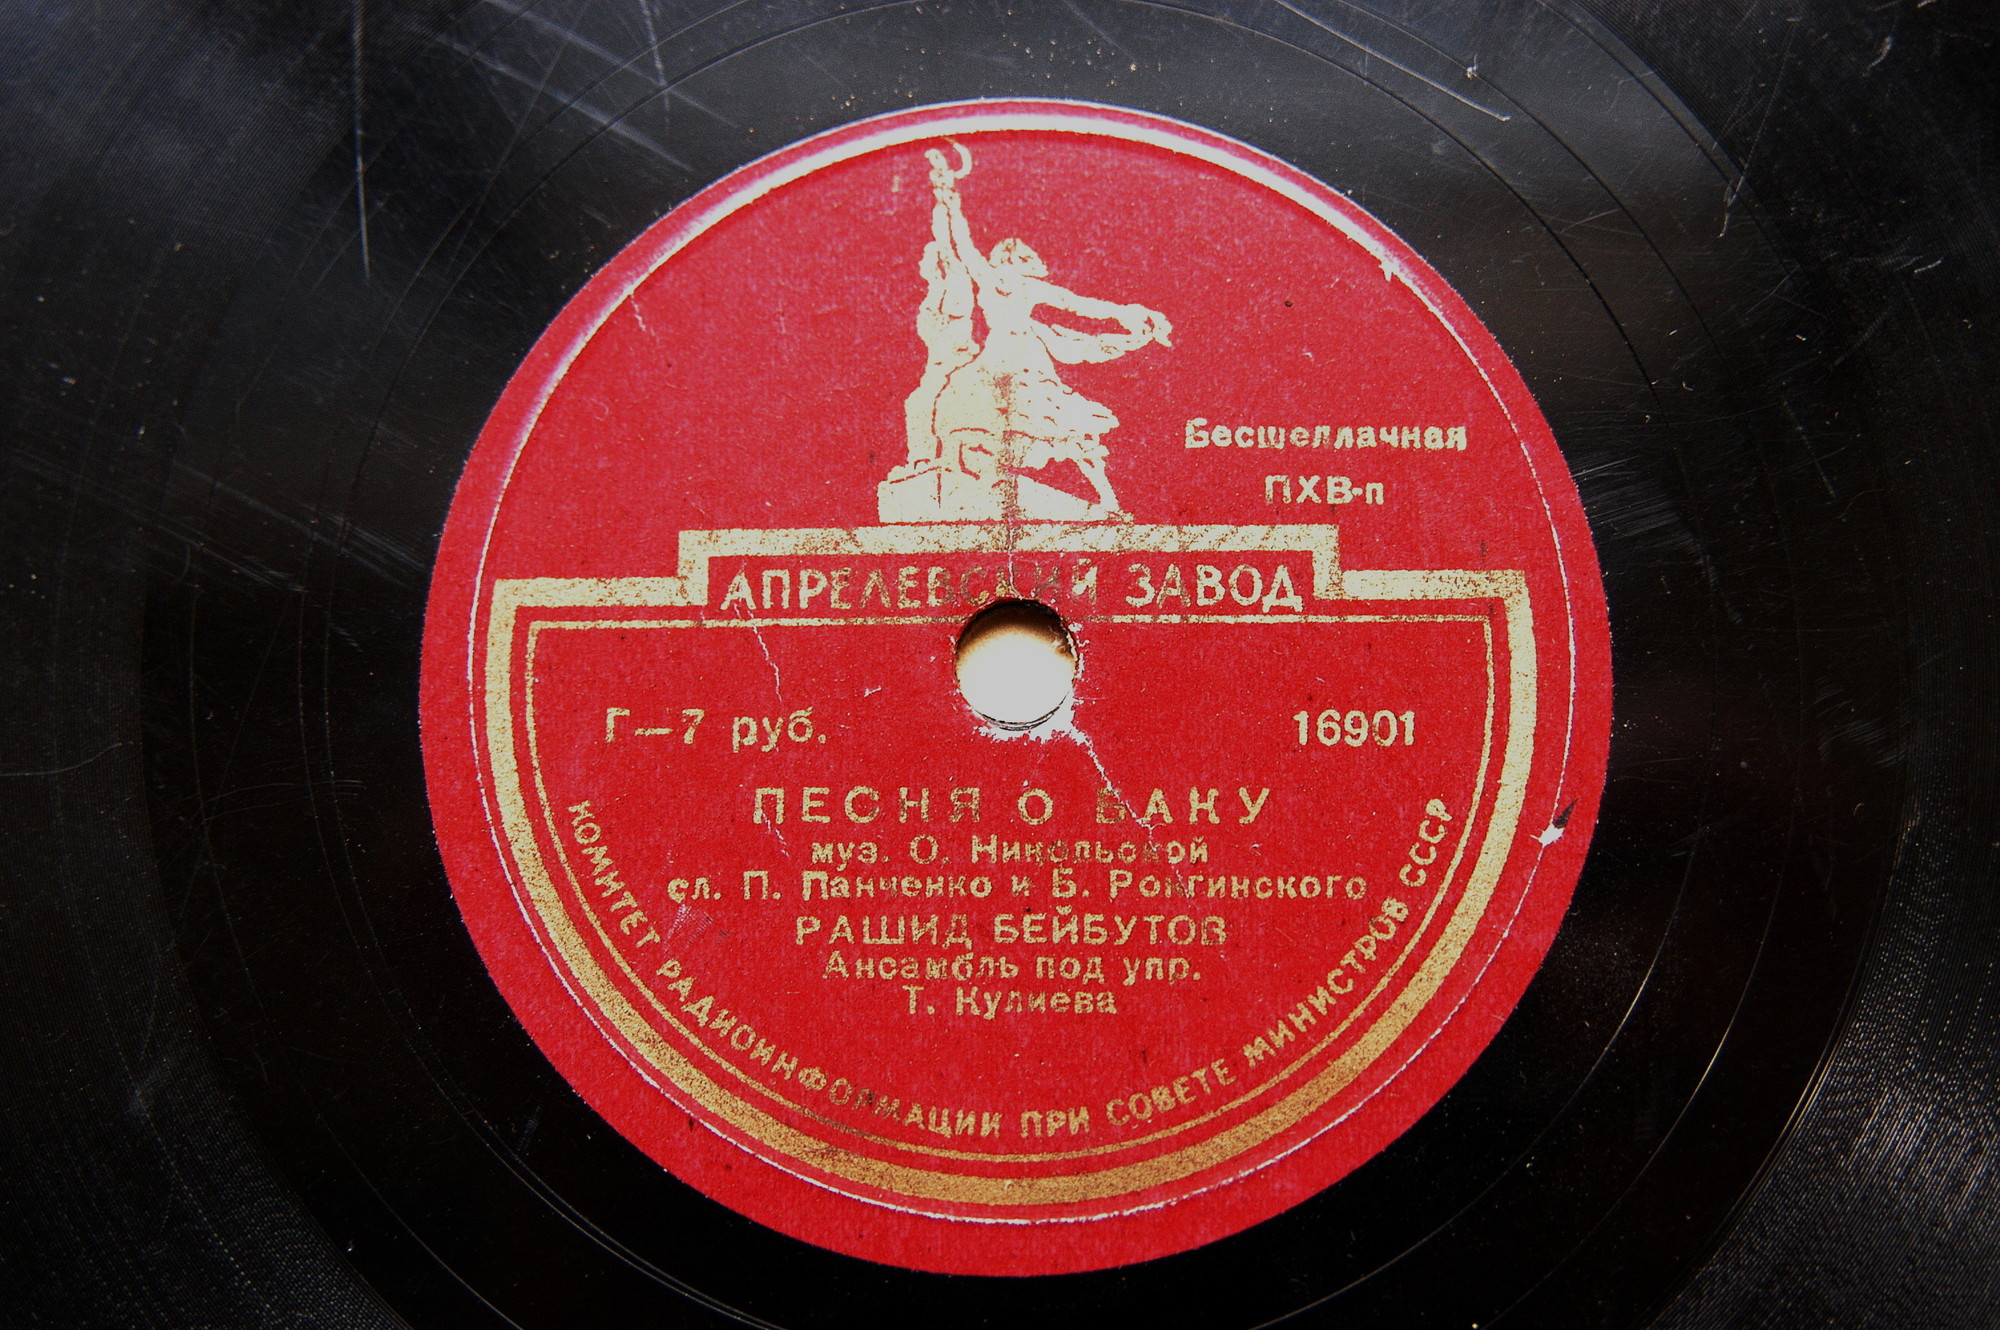 Бесшеллачная
ПХВ-п
АПРЕЛЕВСКИЙ ЗАВОД
Г—7 руб.
16901
ПЕСНЯ О БАКУ
муз. О. Никольской
сл. П. Панченко и Б. Ронгинского
РАШИД БЕЙБУТОВ
Ансамбль под упр.
Т. Кулиева
КОМИТЕТ РАДИОИНФОРМАЦИИ ПРИ СОВЕТЕ МИНИСТРОВ СССР